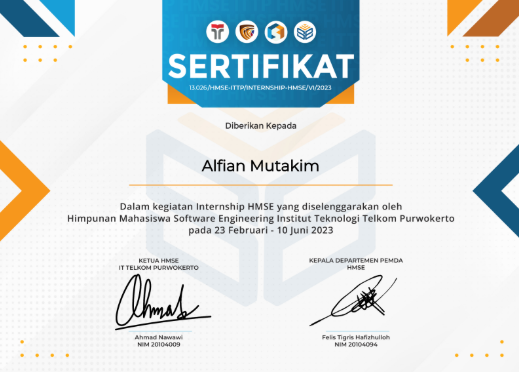 SERTIFIKAT
13.026/HMSE-ITTP/INTERNSHIP-HMSE/VI/2023
Diberikan Kepada
Alfian Mutakim
Dalam kegiatan Internship HMSE yang diselenggarakan oleh
Himpunan Mahasiswa Software Engineering Institut Teknologi Telkom Purwokerto
pada 23 Februari - 10 Juni 2023
KETUA HMSE
IT TELKOM PURWOKERTO
Ahmad Nawawi
NIM 20104009
KEPALA DEPARTEMEN PEMDA
HMSE
Felis Tigris Hafizhulloh
NIM 20104094